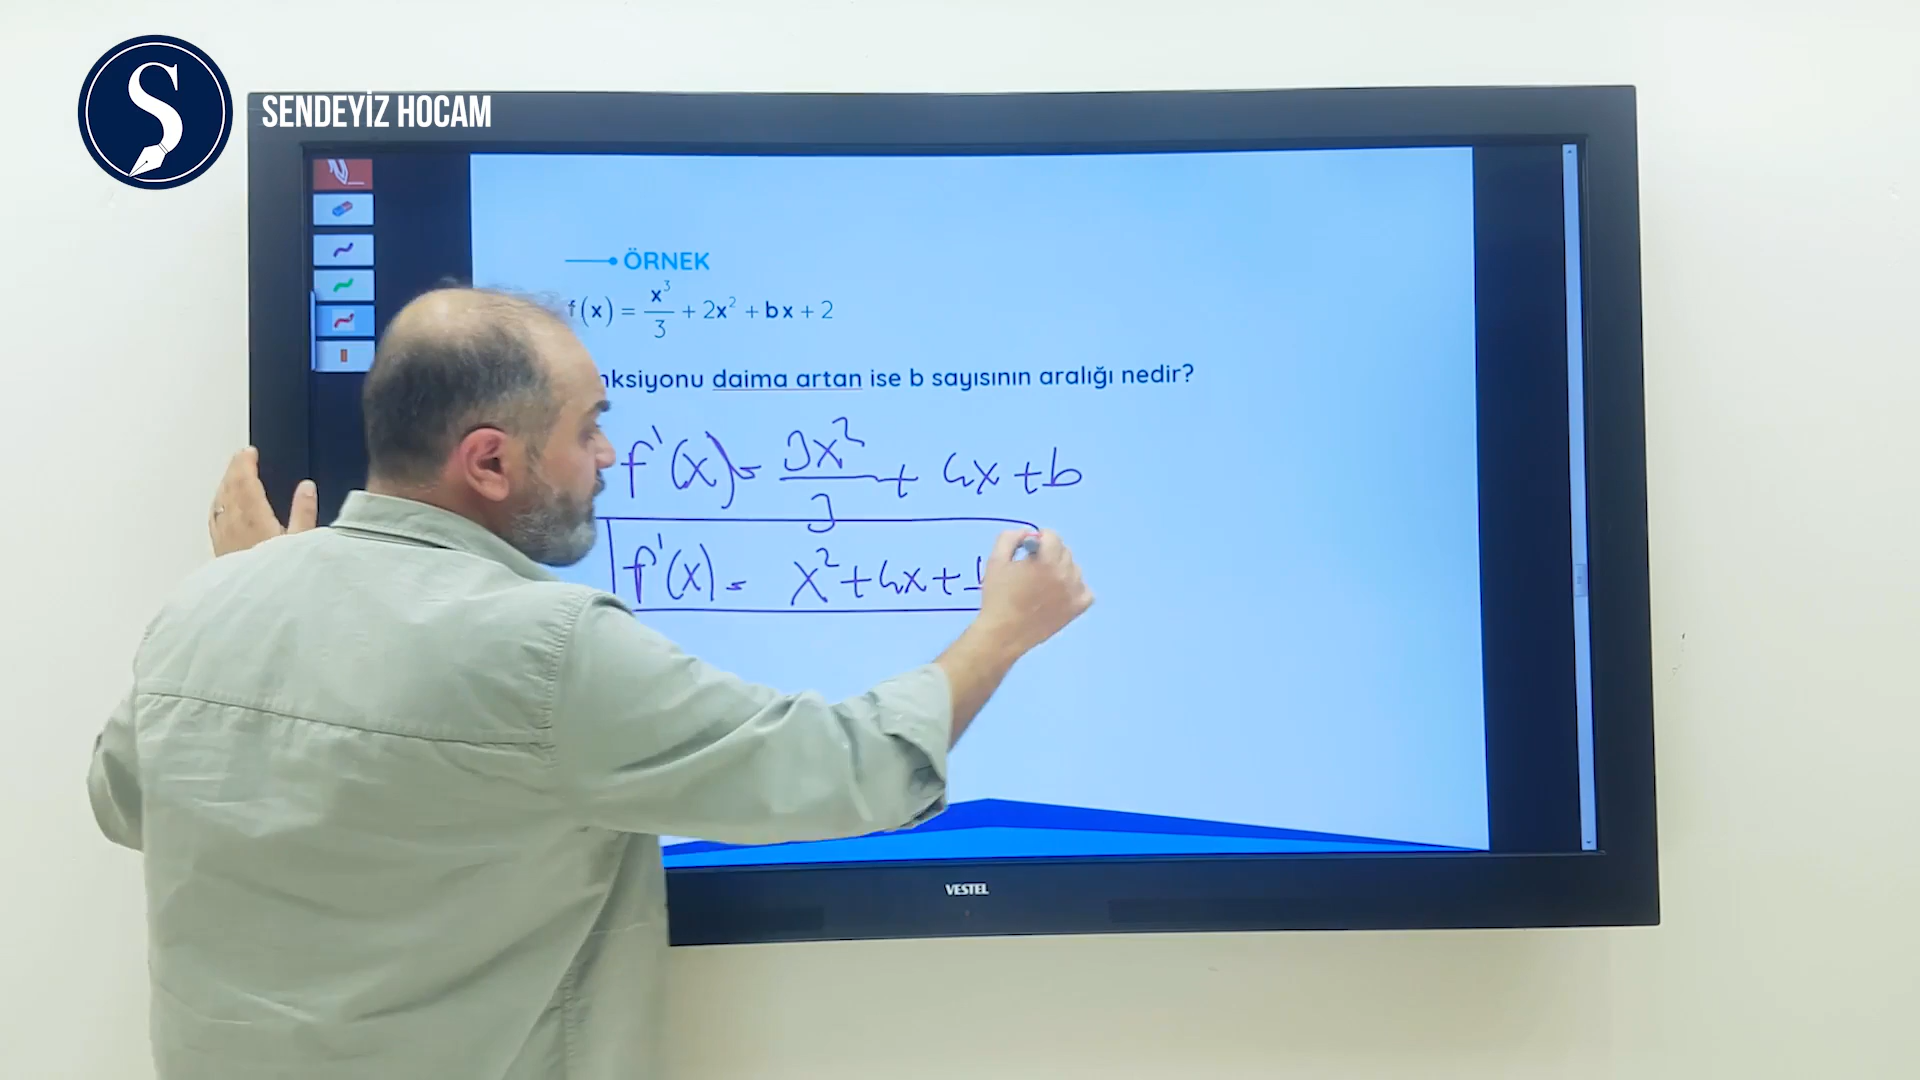 SENDEYİZ HOCAM
ÖRNEK
f(x) = x³/3 + 2x² + bx + 2
daima artan ise b sayısının aralığı nedir?
f'(x) = 3x²/3 + 4x + b
f'(x) = x² + 4x +
VESTEL